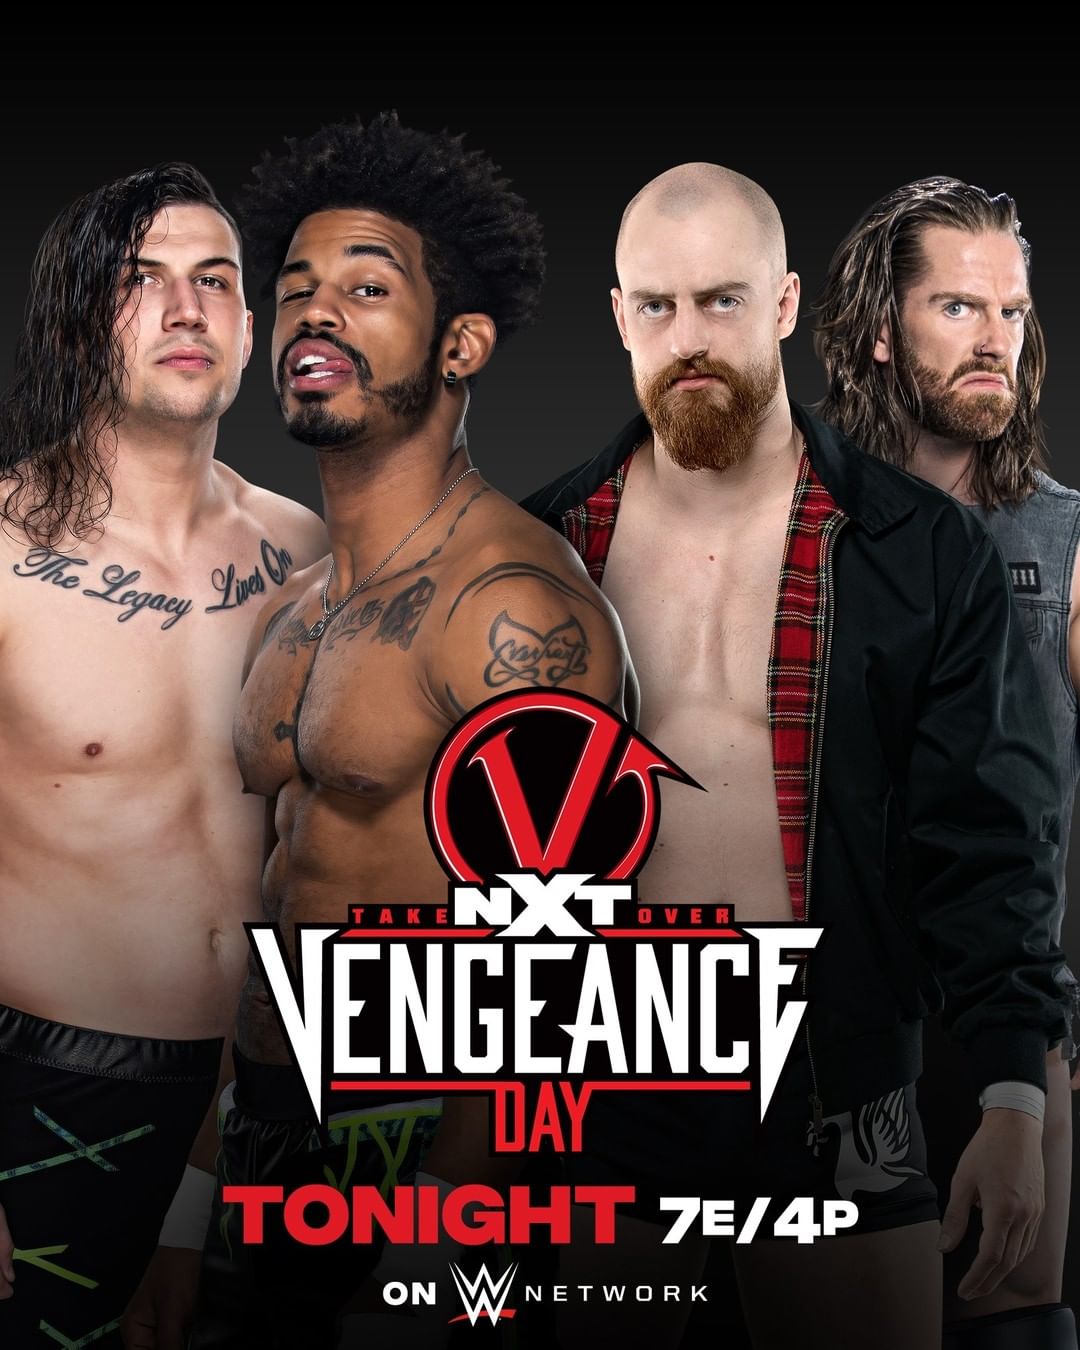 The Legacy Lives On
V
TAKE NXT OVER
VENGEANCE
DAY
TONIGHT 7E/4P
ON W NETWORK